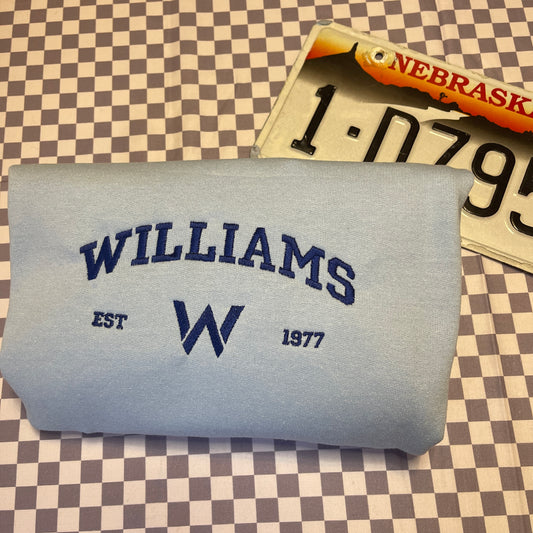 NEBRASKA
1·D795
WILLIAMS
EST W 1977